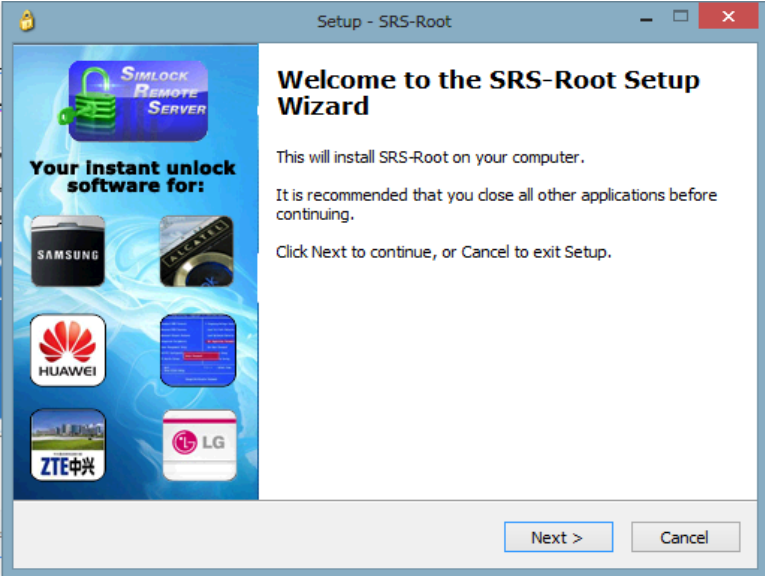 Setup - SRS-Root
SIMLOCK
REMOTE
SERVER
Your instant unlock
software for:
SAMSUNG
ALCATEL
HUAWEI
ZTE中兴
LG
Welcome to the SRS-Root Setup
Wizard
This will install SRS-Root on your computer.
It is recommended that you close all other applications before
continuing.
Click Next to continue, or Cancel to exit Setup.
Next >
Cancel